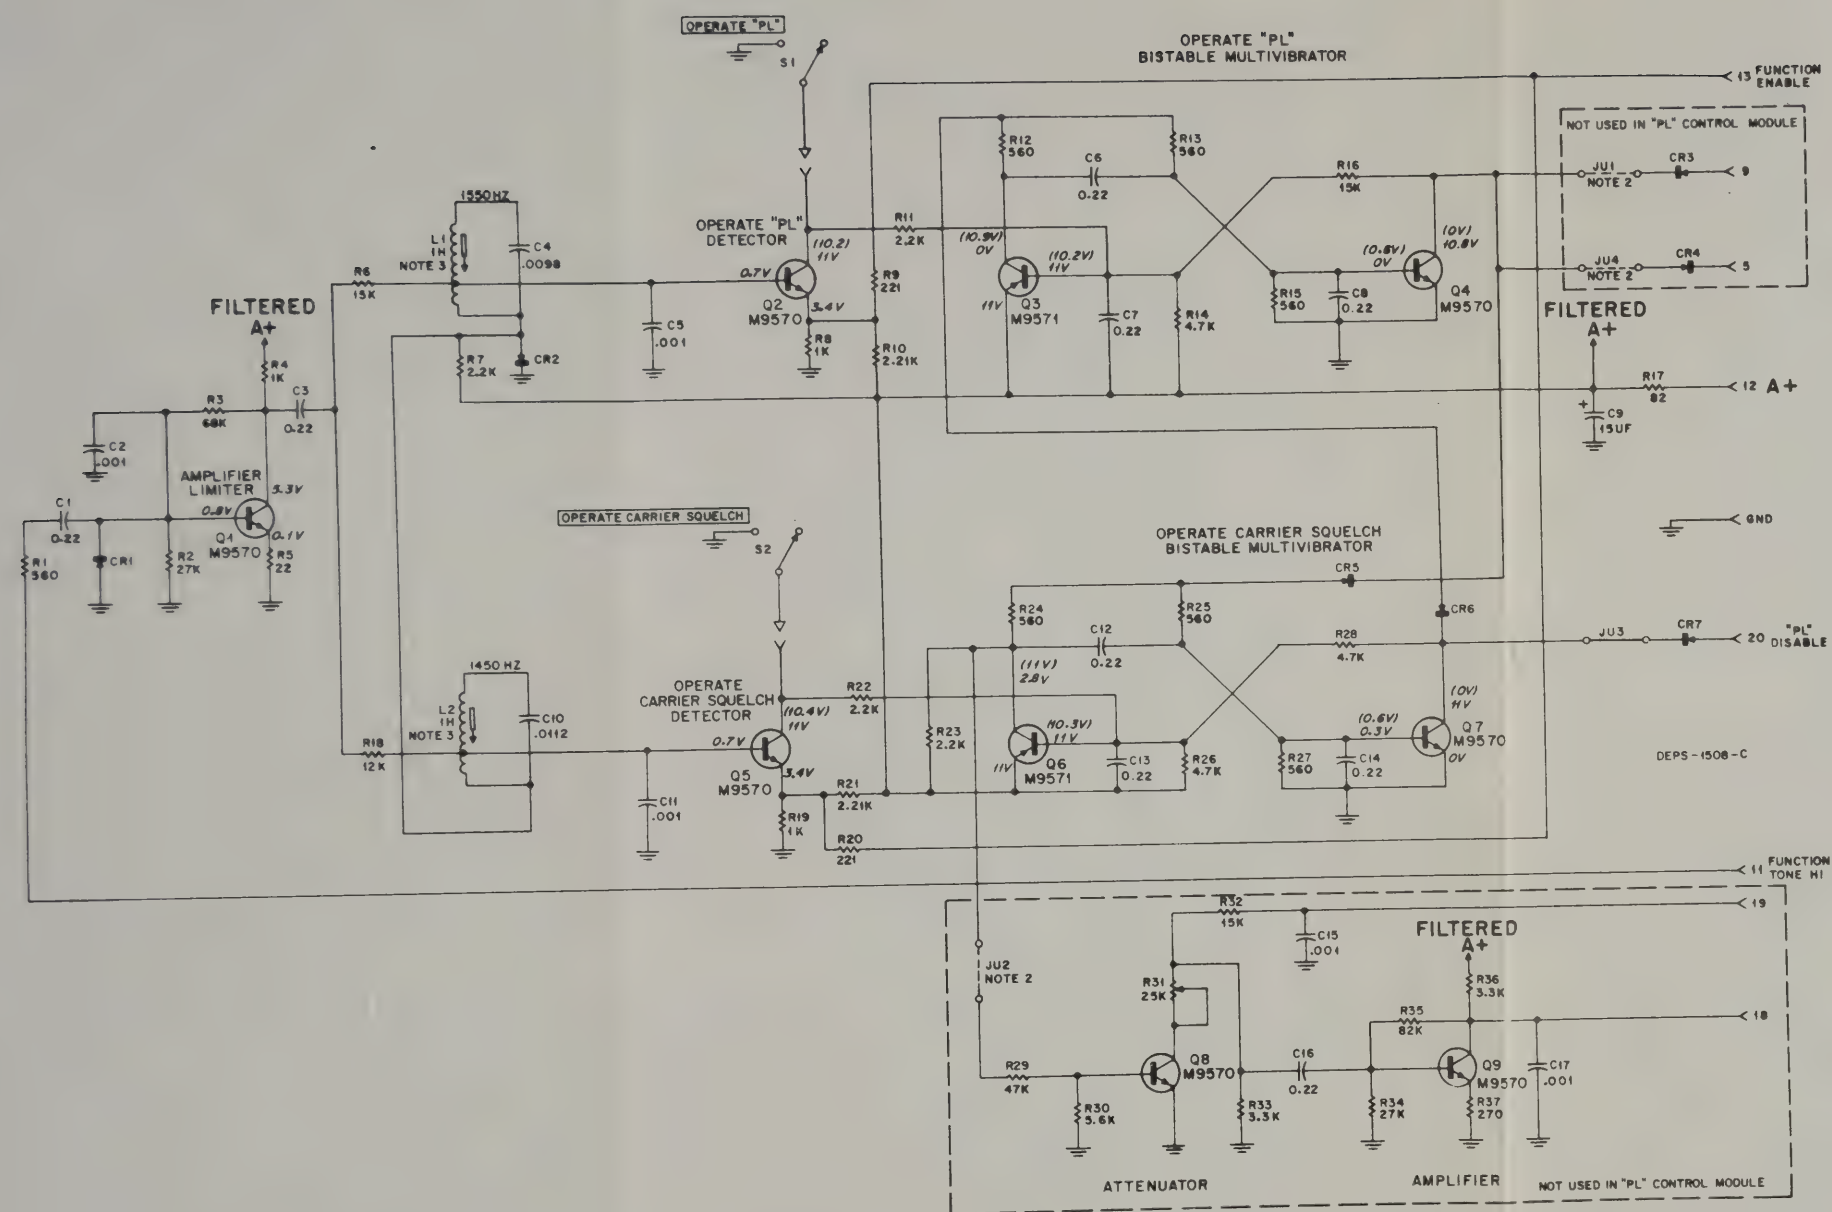 OPERATE "PL"
S1
OPERATE "PL"
BISTABLE MULTIVIBRATOR
13 FUNCTION
ENABLE
NOT USED IN "PL" CONTROL MODULE
JU1
NOTE 2
CR3
9
JU4
NOTE 2
CR4
5
R12
560
C6
0.22
R13
560
R16
15K
1550 HZ
L1
1H
NOTE 3
C4
.0098
OPERATE "PL"
DETECTOR
(10.2)
11V
R11
2.2K
(10.9V)
0V
(10.2V)
11V
(0.6V)
0V
(0V)
10.8V
R6
15K
0.7V
Q2
M9570
3.4V
R9
221
11V
Q3
M9571
C7
0.22
R14
4.7K
R15
560
C8
0.22
Q4
M9570
FILTERED
A+
FILTERED
A+
R4
1K
R7
2.2K
CR2
C5
.001
R8
1K
R10
2.21K
R17
82
12 A+
+
C9
15UF
R3
68K
C3
0.22
C2
.001
AMPLIFIER
LIMITER
5.3V
C1
0.22
0.8V
Q1
M9570
0.1V
R1
560
CR1
R2
27K
R5
22
OPERATE CARRIER SQUELCH
S2
OPERATE CARRIER SQUELCH
BISTABLE MULTIVIBRATOR
GND
CR5
R24
560
R25
560
C12
0.22
R28
4.7K
CR6
JU3
CR7
20 "PL"
DISABLE
1450 HZ
L2
1H
NOTE 3
C10
.0112
OPERATE
CARRIER SQUELCH
DETECTOR
(10.4V)
11V
R22
2.2K
(11V)
2.8V
(10.3V)
11V
(0.6V)
0.3V
(0V)
11V
R18
12K
0.7V
Q5
M9570
3.4V
R23
2.2K
11V
Q6
M9571
C13
0.22
R26
4.7K
R27
560
C14
0.22
Q7
M9570
0V
DEPS-1508-C
C11
.001
R19
1K
R21
2.21K
R20
221
11 FUNCTION
TONE HI
R32
15K
19
C15
.001
FILTERED
A+
JU2
NOTE 2
R31
25K
R36
3.3K
R35
82K
18
R29
47K
Q8
M9570
C16
0.22
Q9
M9570
C17
.001
R30
5.6K
R33
3.3K
R34
27K
R37
270
ATTENUATOR
AMPLIFIER
NOT USED IN "PL" CONTROL MODULE